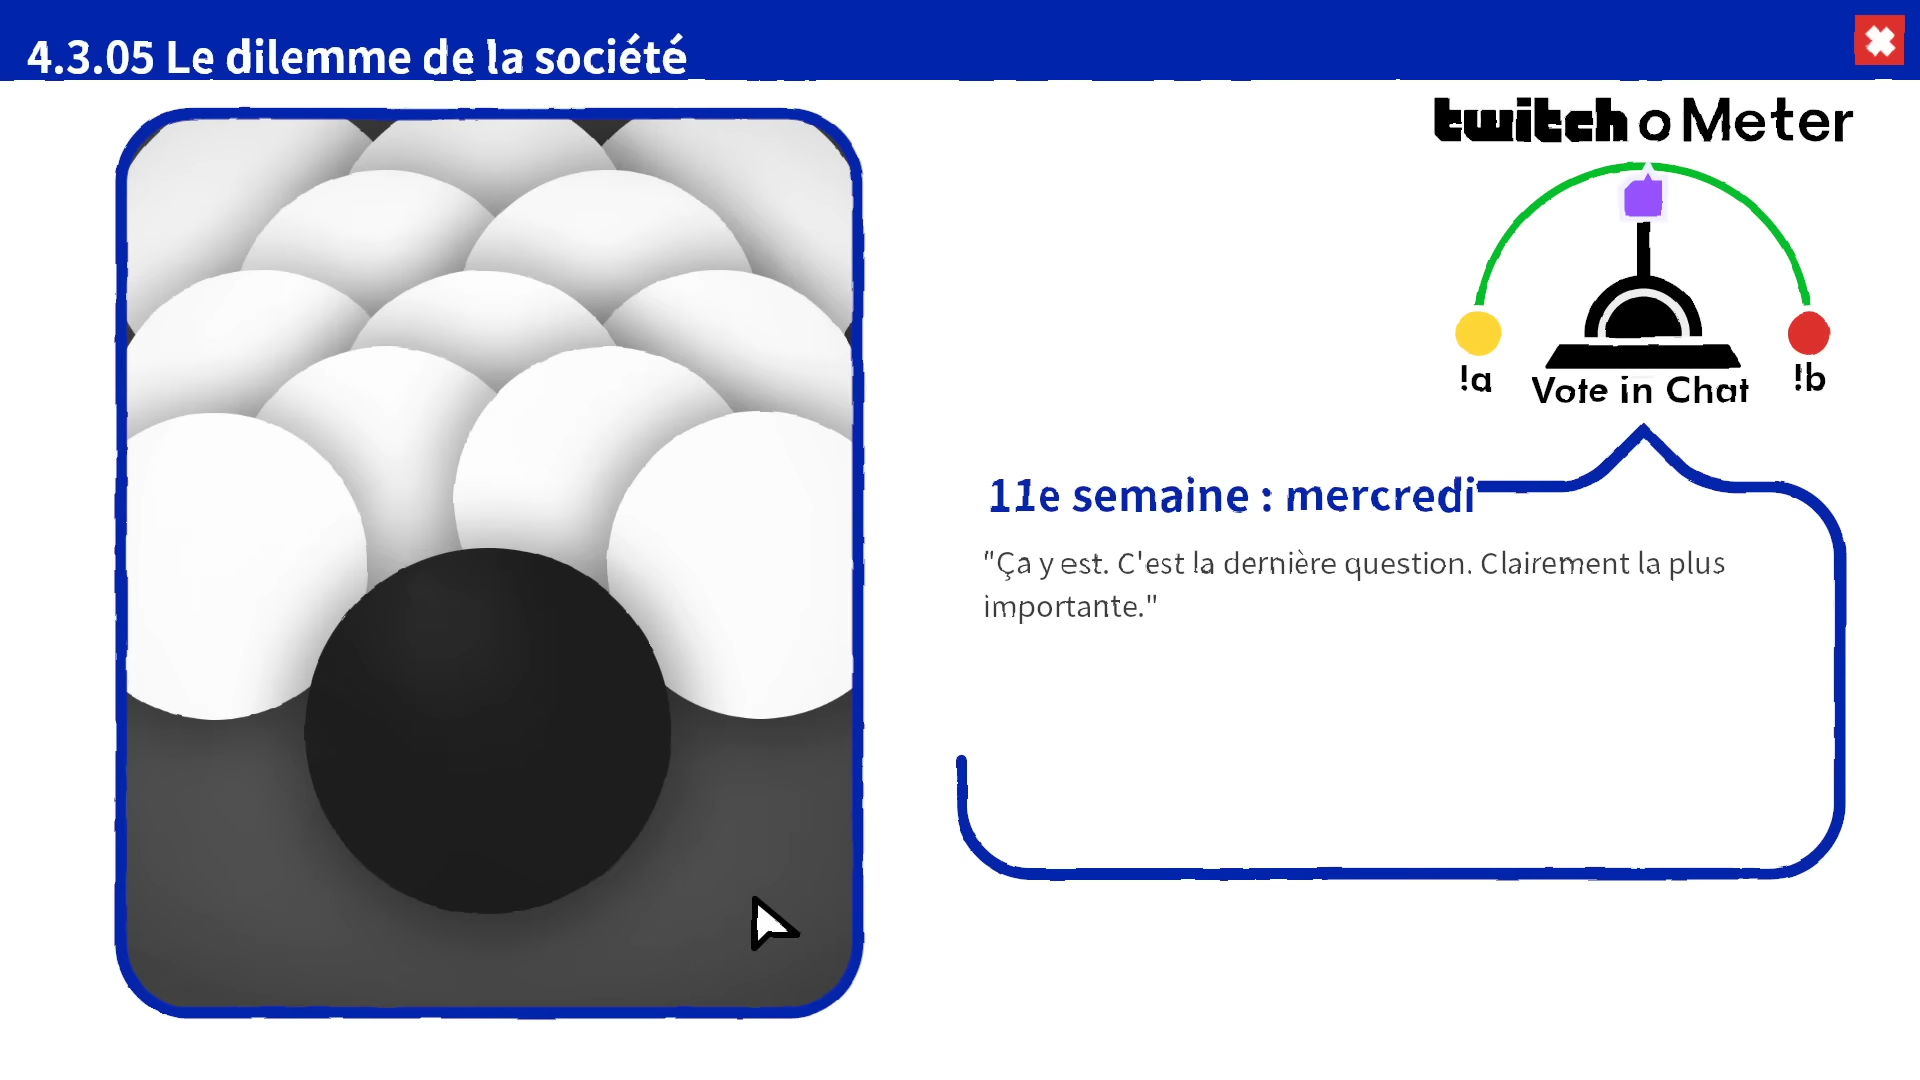 4.3.05 Le dilemme de la société
twitch o Meter
!a
Vote in Chat
!b
11e semaine : mercredi
"Ça y est. C'est la dernière question. Clairement la plus
importante."